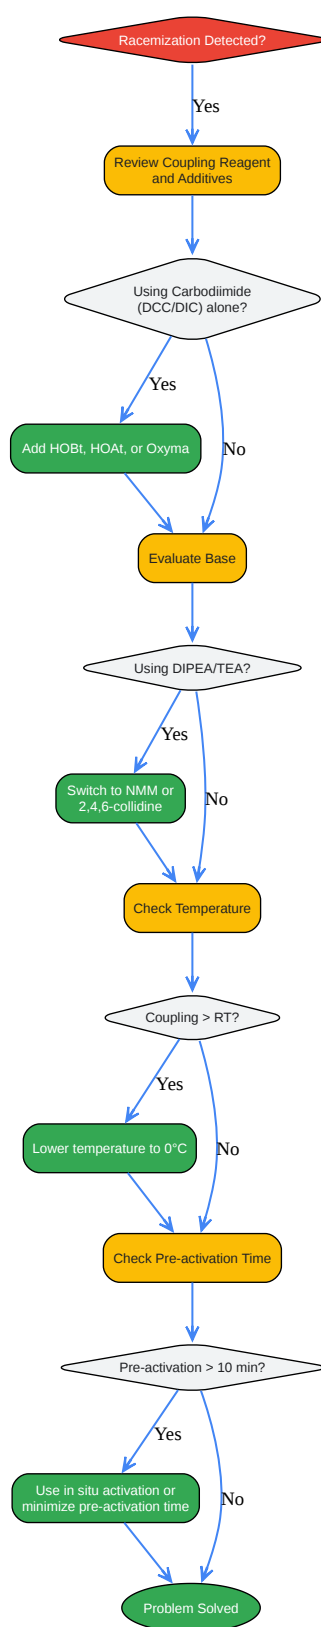 Racemization Detected?
Yes
Review Coupling Reagent
and Additives
Using Carbodiimide
(DCC/DIC) alone?
Yes
Add HOBt, HOAt, or Oxyma
No
Evaluate Base
Using DIPEA/TEA?
Yes
Switch to NMM or
2,4,6-collidine
No
Check Temperature
Coupling > RT?
Yes
Lower temperature to 0°C
No
Check Pre-activation Time
Pre-activation > 10 min?
Yes
Use in situ activation or
minimize pre-activation time
No
Problem Solved